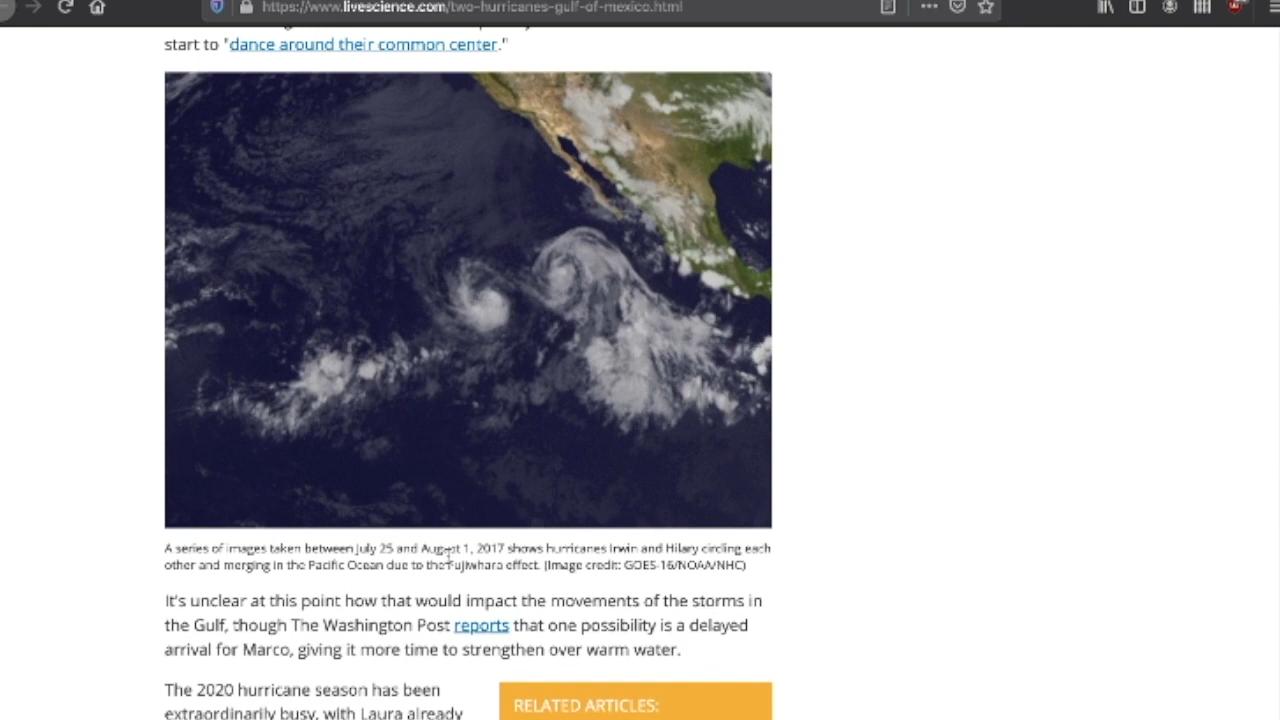 https://www.livescience.com/two-hurricanes-gulf-of-mexico.html
start to "dance around their common center."
A series of images taken between July 25 and August 1, 2017 shows hurricanes Irwin and Hilary circling each
other and merging in the Pacific Ocean due to the Fujiwhara effect. (Image credit: GOES-16/NOAA/NHC)
It's unclear at this point how that would impact the movements of the storms in
the Gulf, though The Washington Post reports that one possibility is a delayed
arrival for Marco, giving it more time to strengthen over warm water.
The 2020 hurricane season has been
extraordinarily busy, with Laura already
RELATED ARTICLES: